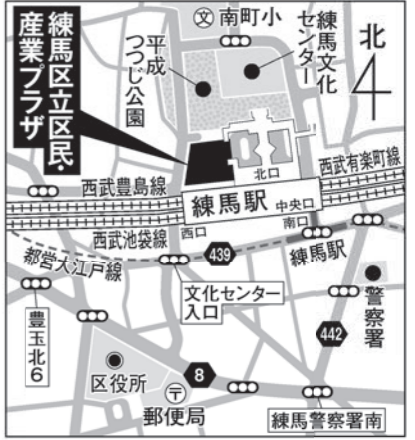 文 南町小
北
練馬文化
センター
平成
つつじ公園
練馬区立区民・
産業プラザ
北口
西武有楽町線
西武豊島線
練馬駅
中央口
西口
南口
西武池袋線
439
練馬駅
都営大江戸線
文化センター
入口
警察署
豊玉北6
442
区役所
8
〒
郵便局
練馬警察署南